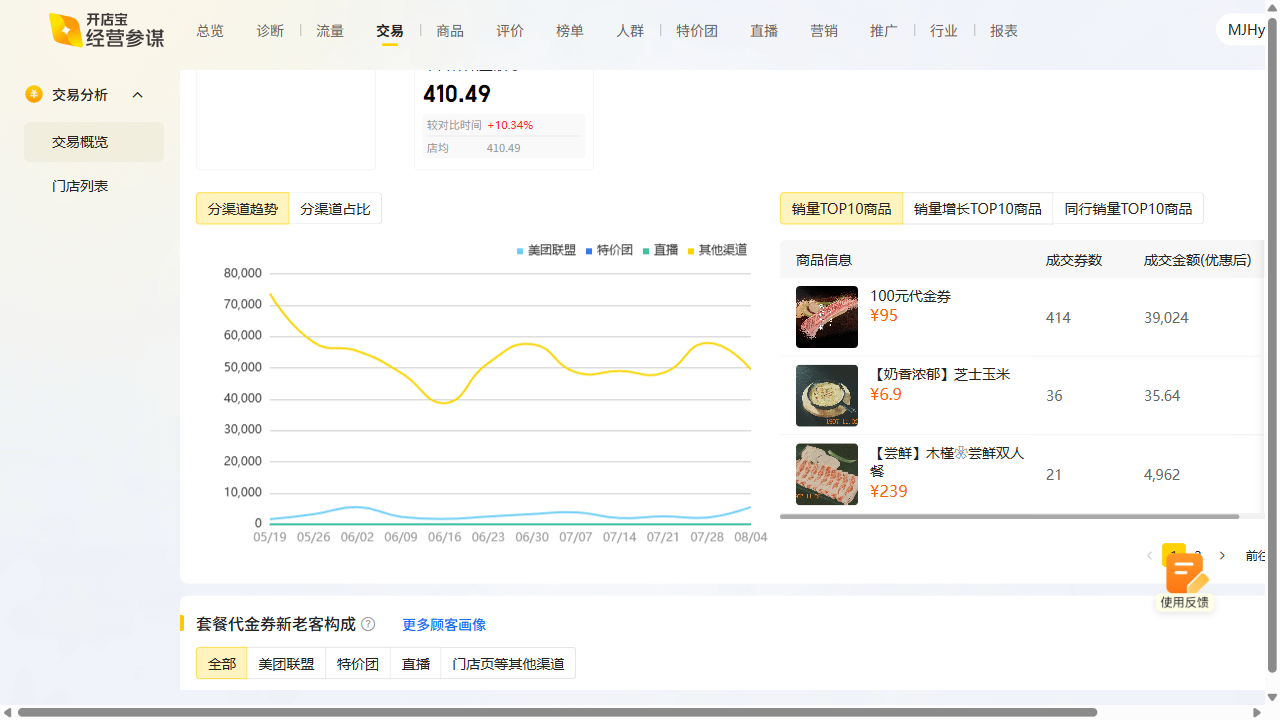 开店宝
经营参谋
总览
诊断
流量
交易
商品
评价
榜单
人群
特价团
直播
营销
推广
行业
报表
MJHy
交易分析
交易概览
门店列表
410.49
较对比时间 +10.34%
店均 410.49
分渠道趋势
分渠道占比
美团联盟
特价团
直播
其他渠道
80,000
70,000
60,000
50,000
40,000
30,000
20,000
10,000
0
05/19 05/26 06/02 06/09 06/16 06/23 06/30 07/07 07/14 07/21 07/28 08/04
销量TOP10商品
销量增长TOP10商品
同行销量TOP10商品
商品信息 成交券数 成交金额(优惠后)
100元代金券
¥95
414 39,024
【奶香浓郁】芝士玉米
¥6.9
36 35.64
【尝鲜】木槿🌼尝鲜双人
餐
¥239
21 4,962
前往
使用反馈
套餐代金券新老客构成
更多顾客画像
全部
美团联盟
特价团
直播
门店页等其他渠道